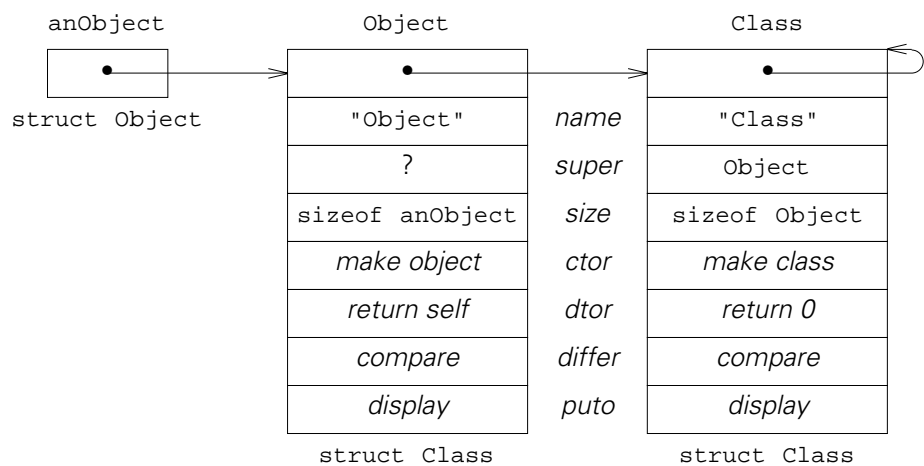 anObject Object Class
struct Object "Object" name "Class"
? super Object
sizeof anObject size sizeof Object
make object ctor make class
return self dtor return 0
compare differ compare
display puto display
struct Class struct Class